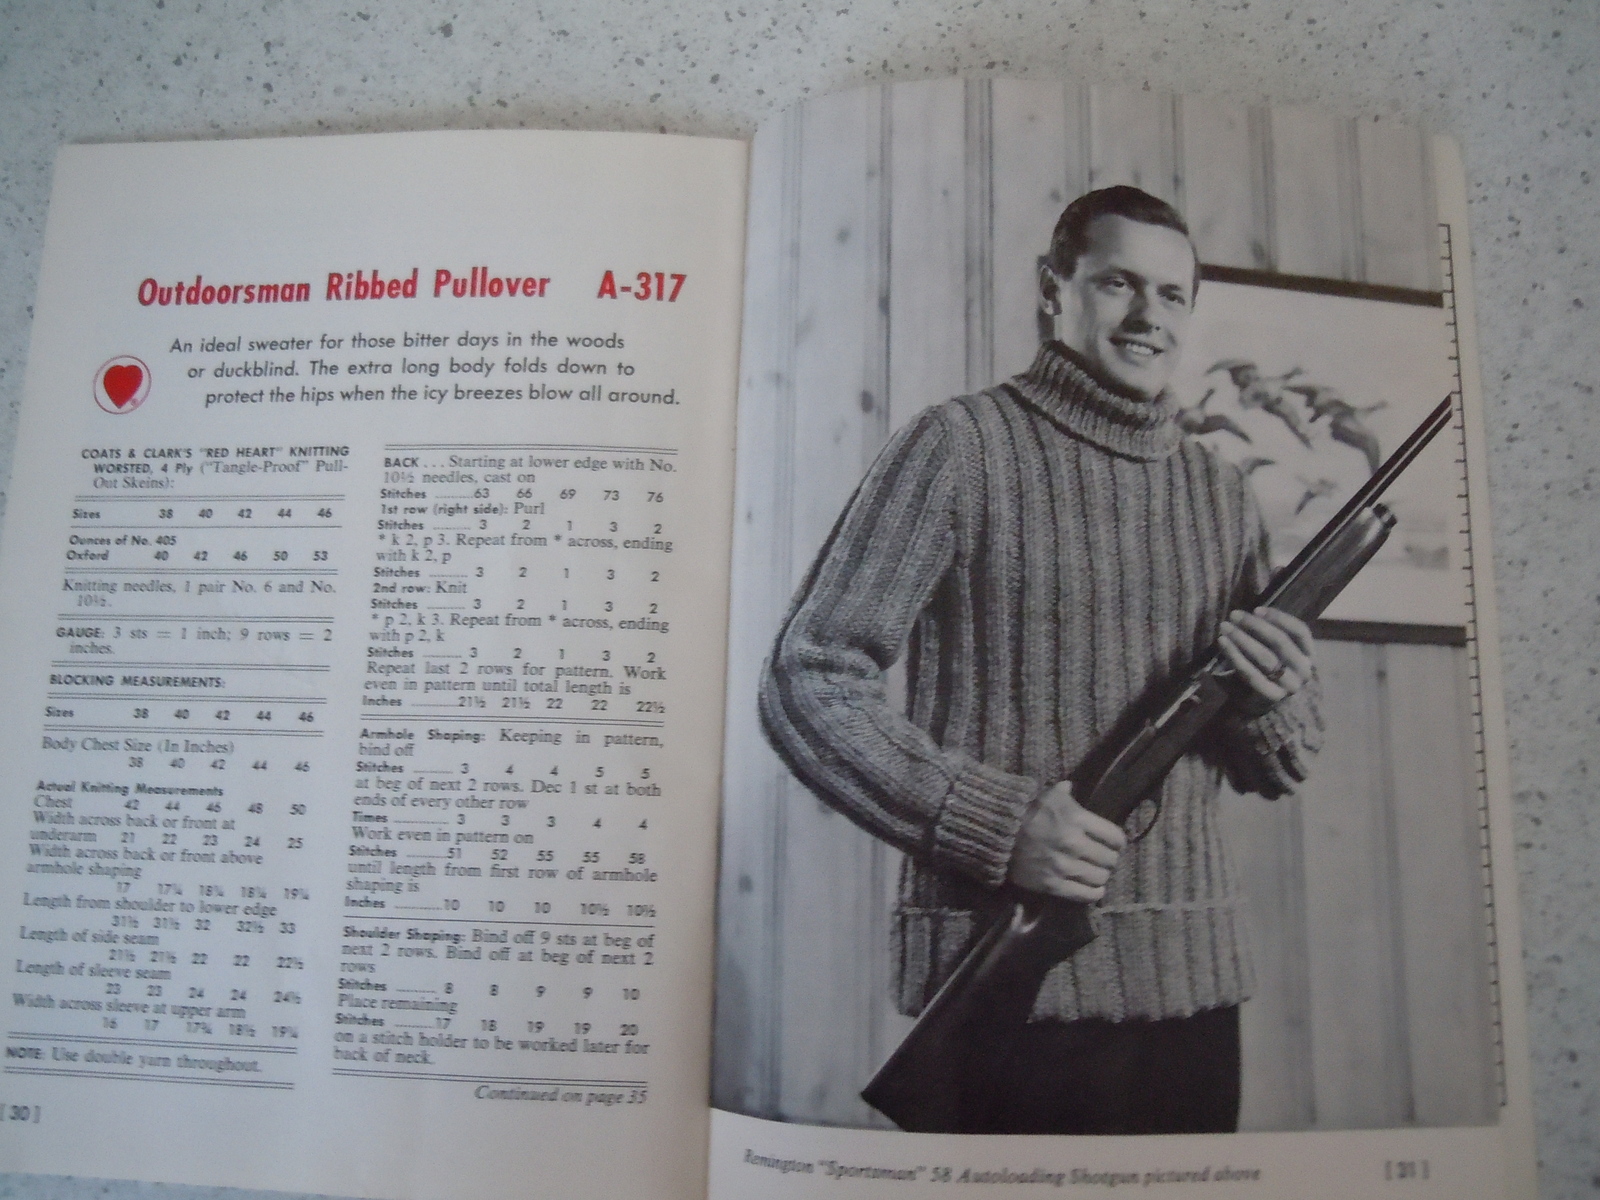 Outdoorsman Ribbed Pullover A-317
An ideal sweater for those bitter days in the woods
or duckblind. The extra long body folds down to
protect the hips when the icy breezes blow all around.
COATS & CLARK'S "RED HEART" KNITTING
WORSTED, 4 Ply ("Tangle-Proof" Pull-
Out Skeins):
Sizes 38 40 42 44 46
Ounces of No. 405
Oxford 40 42 46 50 53
Knitting needles, 1 pair No. 6 and No.
10½.
GAUGE: 3 sts = 1 inch; 9 rows = 2
inches.
BLOCKING MEASUREMENTS:
Sizes 38 40 42 44 46
Body Chest Size (In Inches)
38 40 42 44 46
Actual Knitting Measurements
Chest 42 44 46 48 50
Width across back or front at
underarm 21 22 23 24 25
Width across back or front above
armhole shaping
17 17¼ 18¼ 18¼ 19¼
Length from shoulder to lower edge
31½ 31½ 32 32½ 33
Length of side seam
21½ 21½ 22 22 22½
Length of sleeve seam
23 23 24 24 24½
Width across sleeve at upper arm
16 17 17¾ 18½ 19¼
NOTE: Use double yarn throughout.
[30]
BACK . . . Starting at lower edge with No.
10½ needles, cast on
Stitches ........63 66 69 73 76
1st row (right side): Purl
Stitches ........ 3 2 1 3 2
* k 2, p 3. Repeat from * across, ending
with k 2, p
Stitches ........ 3 2 1 3 2
2nd row: Knit
Stitches ........ 3 2 1 3 2
* p 2, k 3. Repeat from * across, ending
with p 2, k
Stitches ........ 3 2 1 3 2
Repeat last 2 rows for pattern. Work
even in pattern until total length is
Inches ..........21½ 21½ 22 22 22½
Armhole Shaping: Keeping in pattern,
bind off
Stitches ........ 3 4 4 5 5
at beg of next 2 rows. Dec 1 st at both
ends of every other row
Times ............ 3 3 3 4 4
Work even in pattern on
Stitches ........51 52 55 55 58
until length from first row of armhole
shaping is
Inches ..........10 10 10 10½ 10½
Shoulder Shaping: Bind off 9 sts at beg of
next 2 rows. Bind off at beg of next 2
rows
Stitches ........ 8 8 9 9 10
Place remaining
Stitches ........17 18 19 19 20
on a stitch holder to be worked later for
back of neck.
Continued on page 35
Remington "Sportsman" 58 Autoloading Shotgun pictured above
[31]